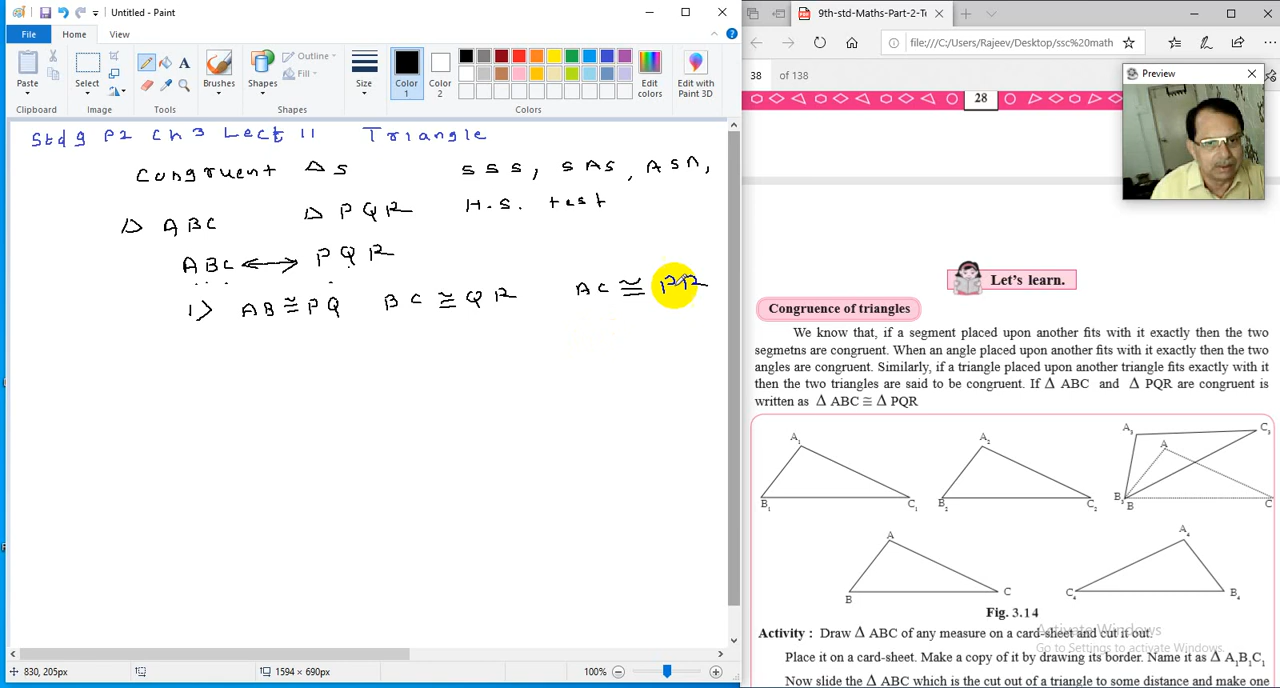 Untitled - Paint
File
Home
View
Paste
Select
Brushes
Shapes
Outline
Fill
Size
Color 1
Color 2
Edit colors
Edit with Paint 3D
Clipboard
Image
Tools
Shapes
Colors
Std 9 P2 Ch 3 Lect 11 Triangle
Congruent Δ s SSS, SAS, ASA,
Δ ABC Δ PQR H.S. test
ABC ↔ PQR
1) AB ≅ PQ BC ≅ QR AC ≅ PR
830, 205px
1594 × 690px
100%
9th-std-Maths-Part-2-Te
file:///C:/Users/Rajeev/Desktop/ssc%20math
38 of 138
Preview
28
Let's learn.
Congruence of triangles
We know that, if a segment placed upon another fits with it exactly then the two
segmetns are congruent. When an angle placed upon another fits with it exactly then the two
angles are congruent. Similarly, if a triangle placed upon another triangle fits exactly with it
then the two triangles are said to be congruent. If Δ ABC and Δ PQR are congruent is
written as Δ ABC ≅ Δ PQR
A₁ B₁ C₁
A₂ B₂ C₂
A₃ C₃ A B₃ B C
A B C
A₄ C₄ B₄
Fig. 3.14
Activity : Draw Δ ABC of any measure on a card-sheet and cut it out.
Place it on a card-sheet. Make a copy of it by drawing its border. Name it as Δ A₁B₁C₁
Now slide the Δ ABC which is the cut out of a triangle to some distance and make one
Activate Windows
Go to Settings to activate Windows.